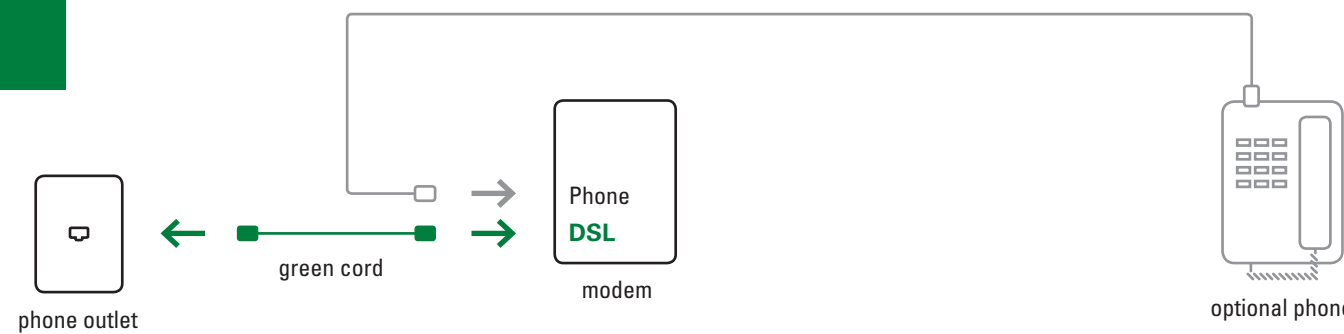 Phone
DSL
green cord
modem
phone outlet
optional phone